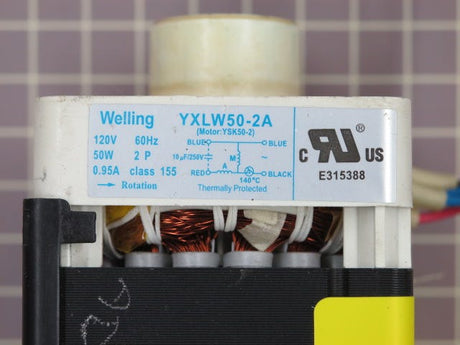 Welling YXLW50-2A
(Motor:YSK50-2)
120V 60Hz
50W 2 P
0.95A class 155
→ Rotation
BLUE BLUE
10µF/250V M
A
RED BLACK
140°C
Thermally Protected
C RU US
®
E315388